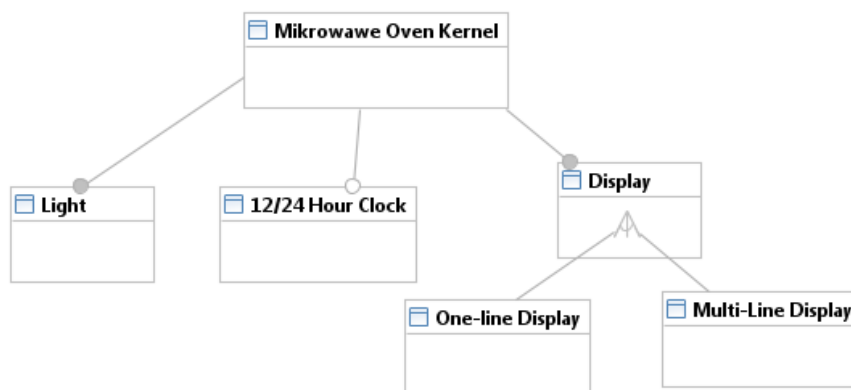 Mikrowawe Oven Kernel
Light
12/24 Hour Clock
Display
One-line Display
Multi-Line Display